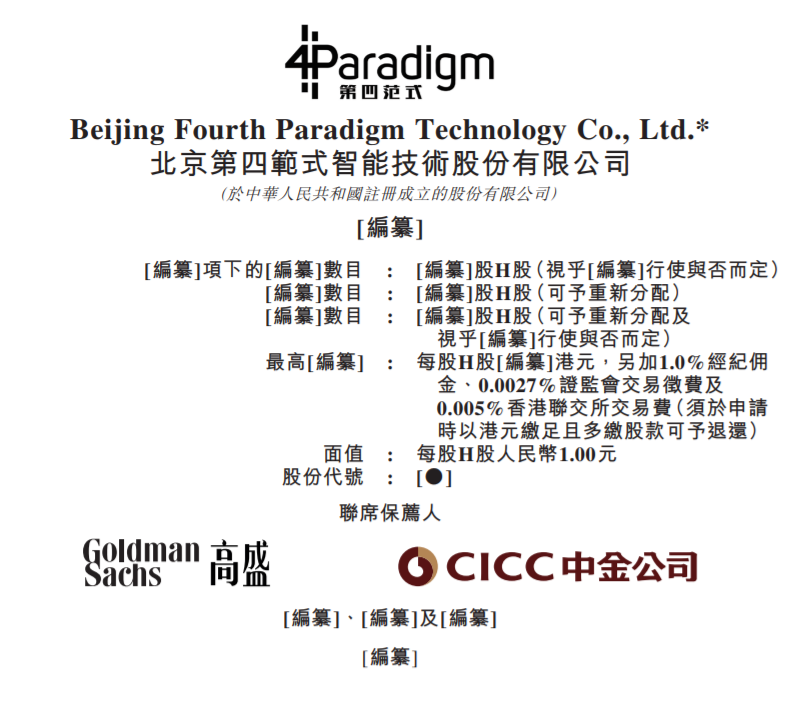 4Paradigm
第四范式
Beijing Fourth Paradigm Technology Co., Ltd.*
北京第四範式智能技術股份有限公司
(於中華人民共和國註冊成立的股份有限公司)
[編纂]
[編纂]項下的[編纂]數目 : [編纂]股H股(視乎[編纂]行使與否而定)
[編纂]數目 : [編纂]股H股(可予重新分配)
[編纂]數目 : [編纂]股H股(可予重新分配及
視乎[編纂]行使與否而定)
最高[編纂] : 每股H股[編纂]港元，另加1.0%經紀佣
金、0.0027%證監會交易徵費及
0.005%香港聯交所交易費(須於申請
時以港元繳足且多繳股款可予退還)
面值 : 每股H股人民幣1.00元
股份代號 : [●]
聯席保薦人
Goldman
Sachs 高盛
CICC中金公司
[編纂]、[編纂]及[編纂]
[編纂]